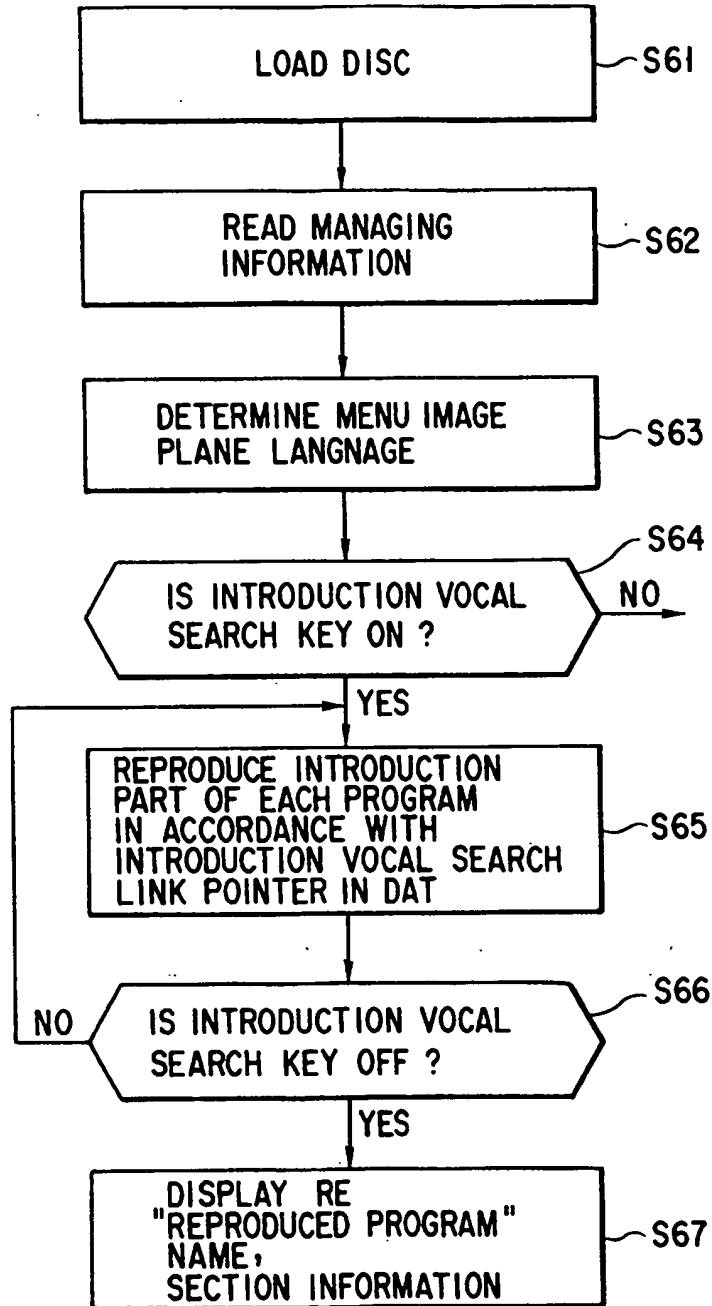 LOAD DISC
S61
READ MANAGING
INFORMATION
S62
DETERMINE MENU IMAGE
PLANE LANGNAGE
S63
S64
IS INTRODUCTION VOCAL
SEARCH KEY ON ?
NO
YES
REPRODUCE INTRODUCTION
PART OF EACH PROGRAM
IN ACCORDANCE WITH
INTRODUCTION VOCAL SEARCH
LINK POINTER IN DAT
S65
S66
NO
IS INTRODUCTION VOCAL
SEARCH KEY OFF ?
YES
DISPLAY RE
"REPRODUCED PROGRAM"
NAME,
SECTION INFORMATION
S67